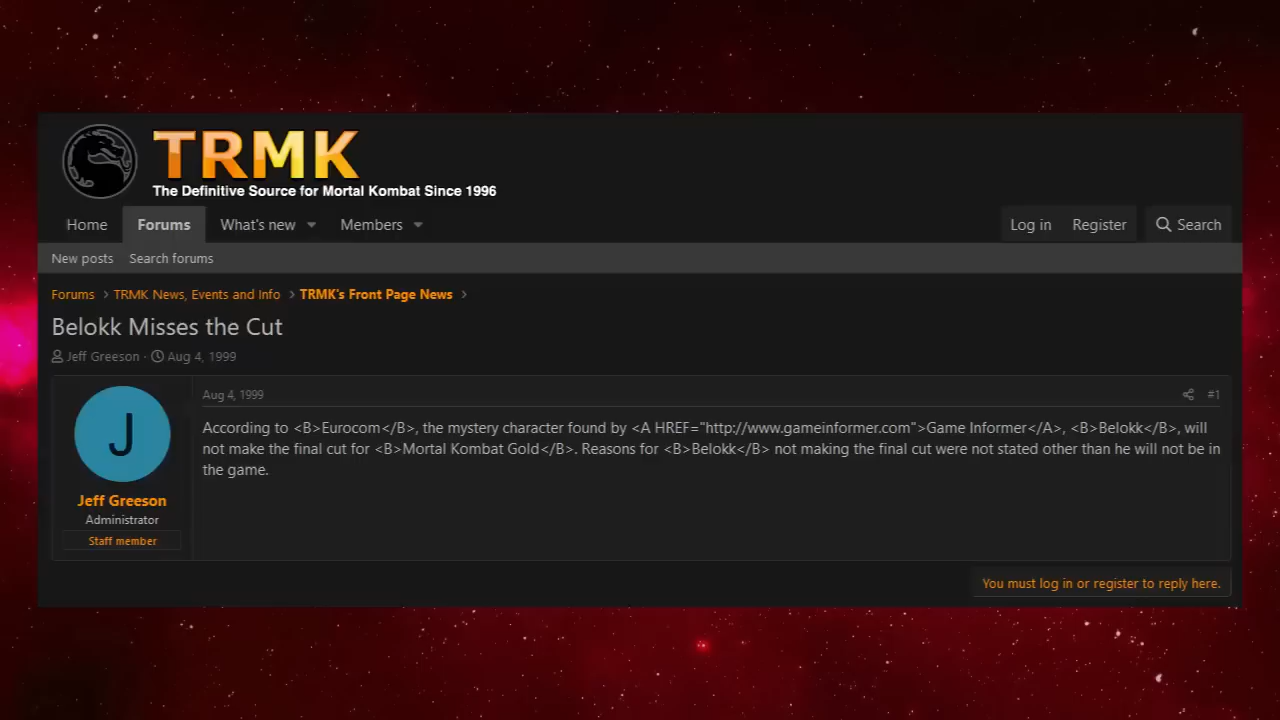 TRMK
The Definitive Source for Mortal Kombat Since 1996
Home Forums What's new Members Log in Register Search
New posts Search forums
Forums > TRMK News, Events and Info > TRMK's Front Page News >
Belokk Misses the Cut
Jeff Greeson · Aug 4, 1999
J
Jeff Greeson
Administrator
Staff member
Aug 4, 1999 #1
According to <B>Eurocom</B>, the mystery character found by <A HREF="http://www.gameinformer.com">Game Informer</A>, <B>Belokk</B>, will
not make the final cut for <B>Mortal Kombat Gold</B>. Reasons for <B>Belokk</B> not making the final cut were not stated other than he will not be in
the game.
You must log in or register to reply here.